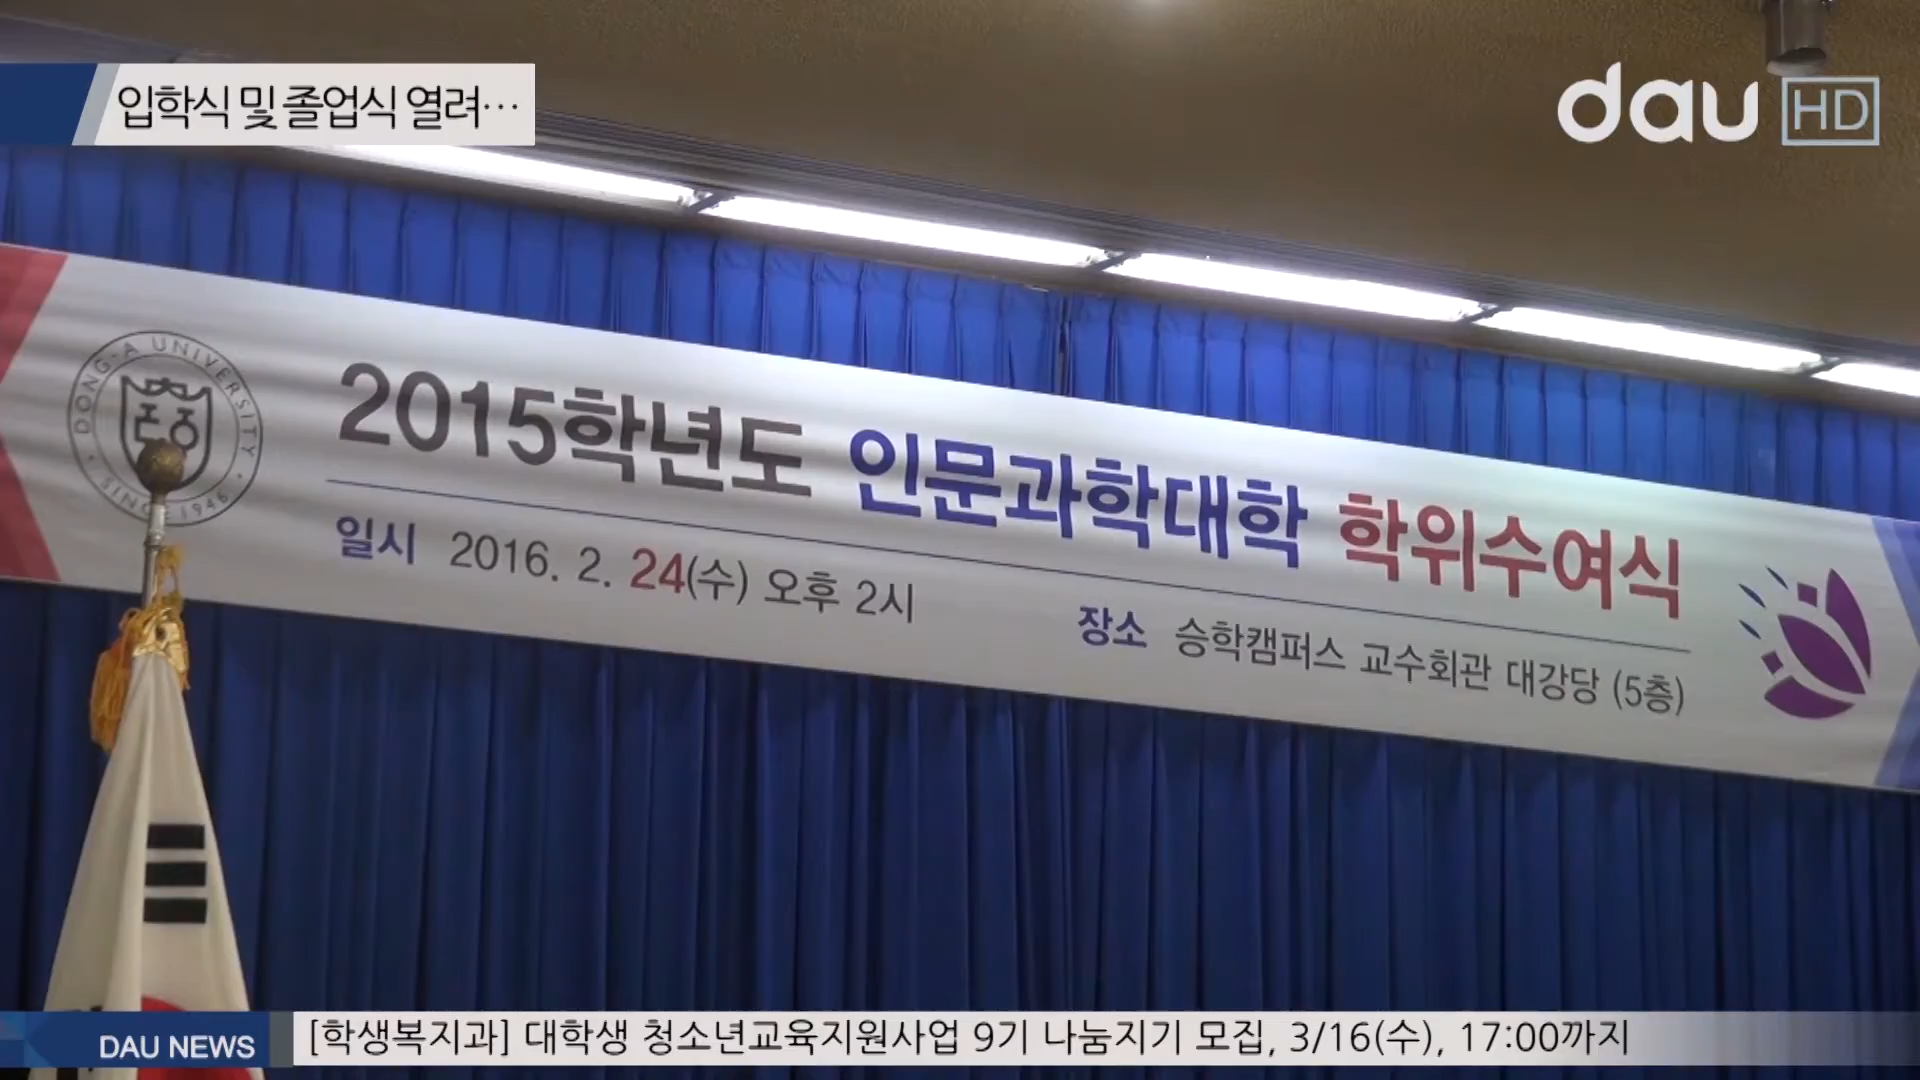 입학식 및 졸업식 열려…
dau HD
DONG-A UNIVERSITY
SINCE 1946
2015학년도 인문과학대학 학위수여식
일시 2016. 2. 24(수) 오후 2시
장소 승학캠퍼스 교수회관 대강당 (5층)
DAU NEWS
[학생복지과] 대학생 청소년교육지원사업 9기 나눔지기 모집, 3/16(수), 17:00까지